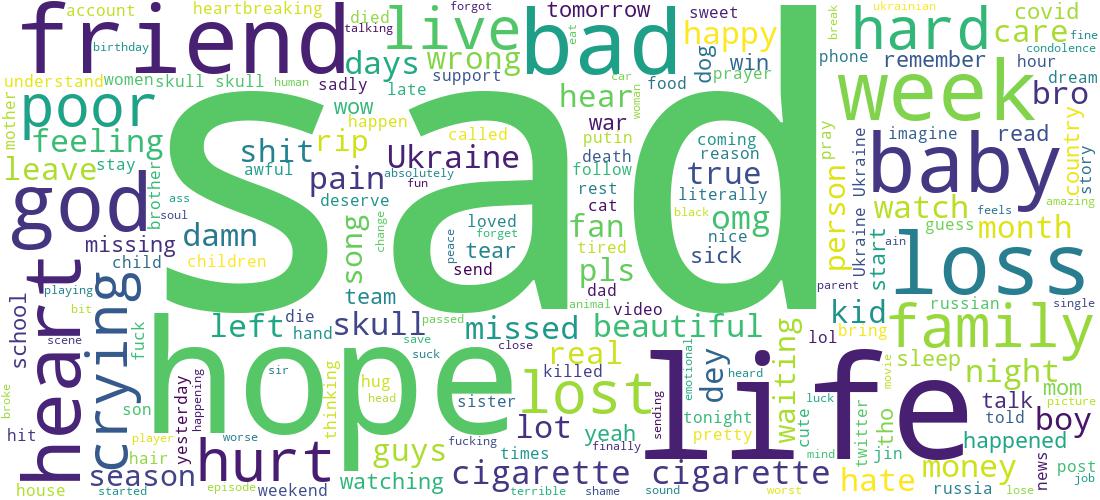 account
heartbreaking
friend
died
talking
live
forgot
tomorrow
sweet
ukrainian
break
hard
covid
care
fine
condolence
birthday
days
wrong
bad
eat
happy
dog
win
prayer
phone
remember
hour
dream
understand
women
skull skull
human
sadly
support
late
food
car
woman
week
bro
mother
poor
feeling
wow
happen
rip
called
hear
war
putin
death
follow
rest
cat
fan
tired
coming
reason
true
literally
black
omg
nice
sick
pray
person
Ukraine Ukraine
imagine
read
baby
country
story
amazing
leave
stay
brother
shit
awful
pain
deserve
Ukraine
absolutely
fun
sad
god
ass
soul
missing
damn
child
children
song
change
loved
forget
peace
tear
send
pls
dad
animal
video
watch
feels
guess
month
start
ain
loss
parent
heart
playing
bit
school
scene
crying
fuck
team
left
die
hand
skull
passed
missed
beautiful
lol
kid
bring
russian
single
family
hope
sir
save
suck
close
real
killed
hug
head
thinking
sister
lost
life
emotional
dey
heard
waiting
cute
luck
movie
sleep
night
mom
picture
broke
son
yesterday
happening
player
hair
hit
hurt
worse
guys
fucking
lot
yeah
times
finally
sending
tonight
pretty
mind
twitter
tho
jin
talk
told
boy
happened
house
season
started
episode
weekend
watching
cigarette cigarette
terrible
shame
sound
worst
hate
money
russia
news
lose
post
job